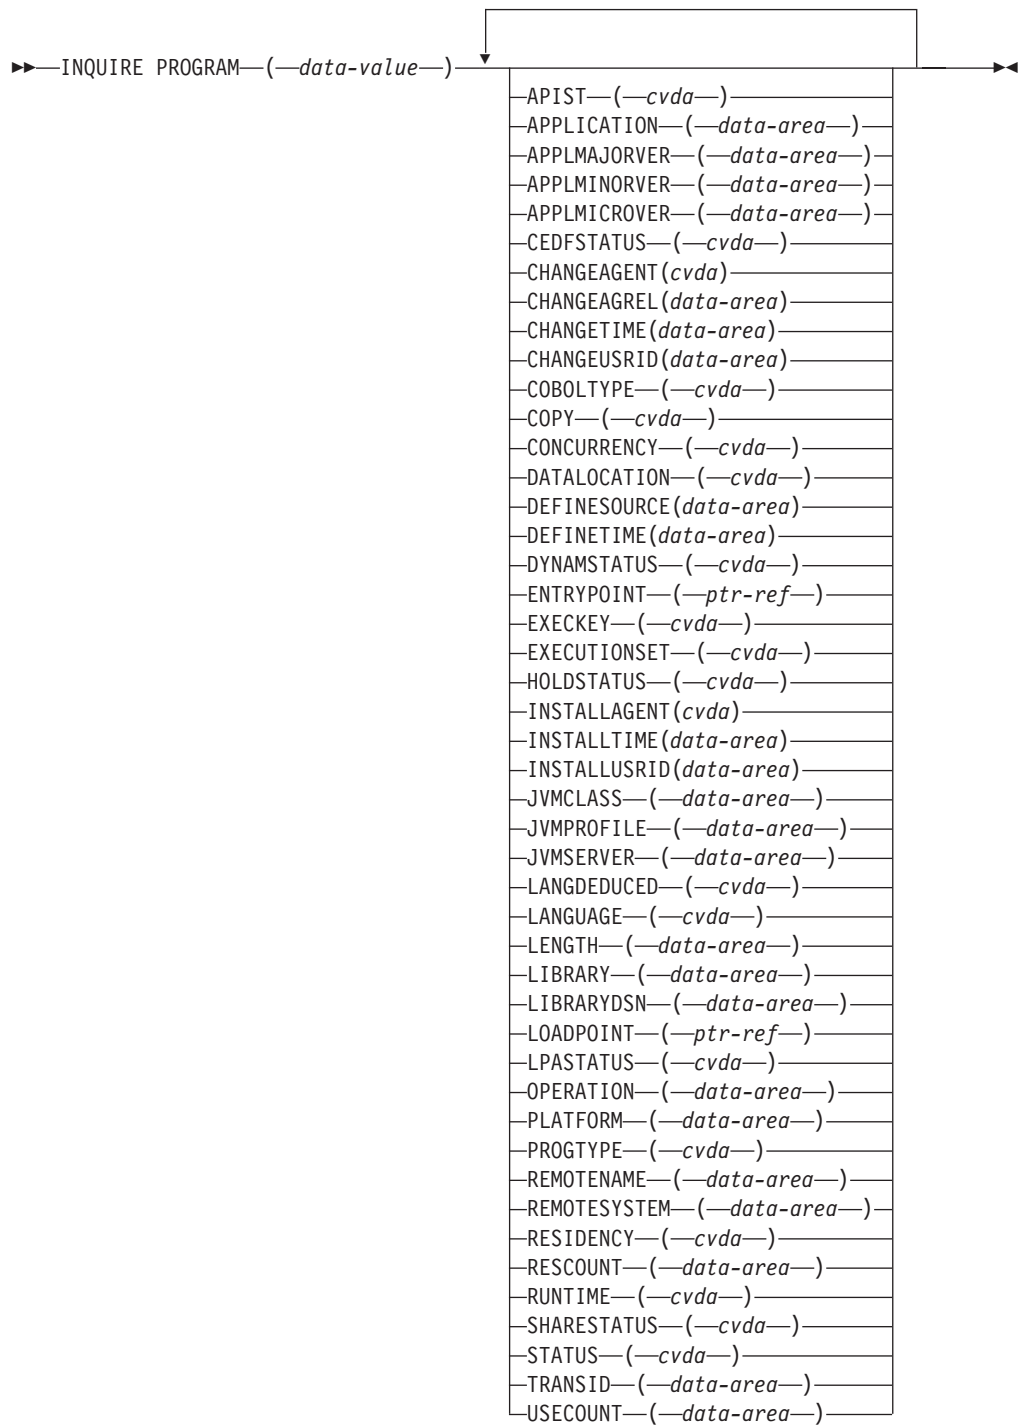 INQUIRE PROGRAM ( data-value )
APIST ( cvda )
APPLICATION ( data-area )
APPLMAJORVER ( data-area )
APPLMINORVER ( data-area )
APPLMICROVER ( data-area )
CEDFSTATUS ( cvda )
CHANGEAGENT(cvda)
CHANGEAGREL(data-area)
CHANGETIME(data-area)
CHANGEUSRID(data-area)
COBOLTYPE ( cvda )
COPY ( cvda )
CONCURRENCY ( cvda )
DATALOCATION ( cvda )
DEFINESOURCE(data-area)
DEFINETIME(data-area)
DYNAMSTATUS ( cvda )
ENTRYPOINT ( ptr-ref )
EXECKEY ( cvda )
EXECUTIONSET ( cvda )
HOLDSTATUS ( cvda )
INSTALLAGENT(cvda)
INSTALLTIME(data-area)
INSTALLUSRID(data-area)
JVMCLASS ( data-area )
JVMPROFILE ( data-area )
JVMSERVER ( data-area )
LANGDEDUCED ( cvda )
LANGUAGE ( cvda )
LENGTH ( data-area )
LIBRARY ( data-area )
LIBRARYDSN ( data-area )
LOADPOINT ( ptr-ref )
LPASTATUS ( cvda )
OPERATION ( data-area )
PLATFORM ( data-area )
PROGTYPE ( cvda )
REMOTENAME ( data-area )
REMOTESYSTEM ( data-area )
RESIDENCY ( cvda )
RESCOUNT ( data-area )
RUNTIME ( cvda )
SHARESTATUS ( cvda )
STATUS ( cvda )
TRANSID ( data-area )
USECOUNT ( data-area )